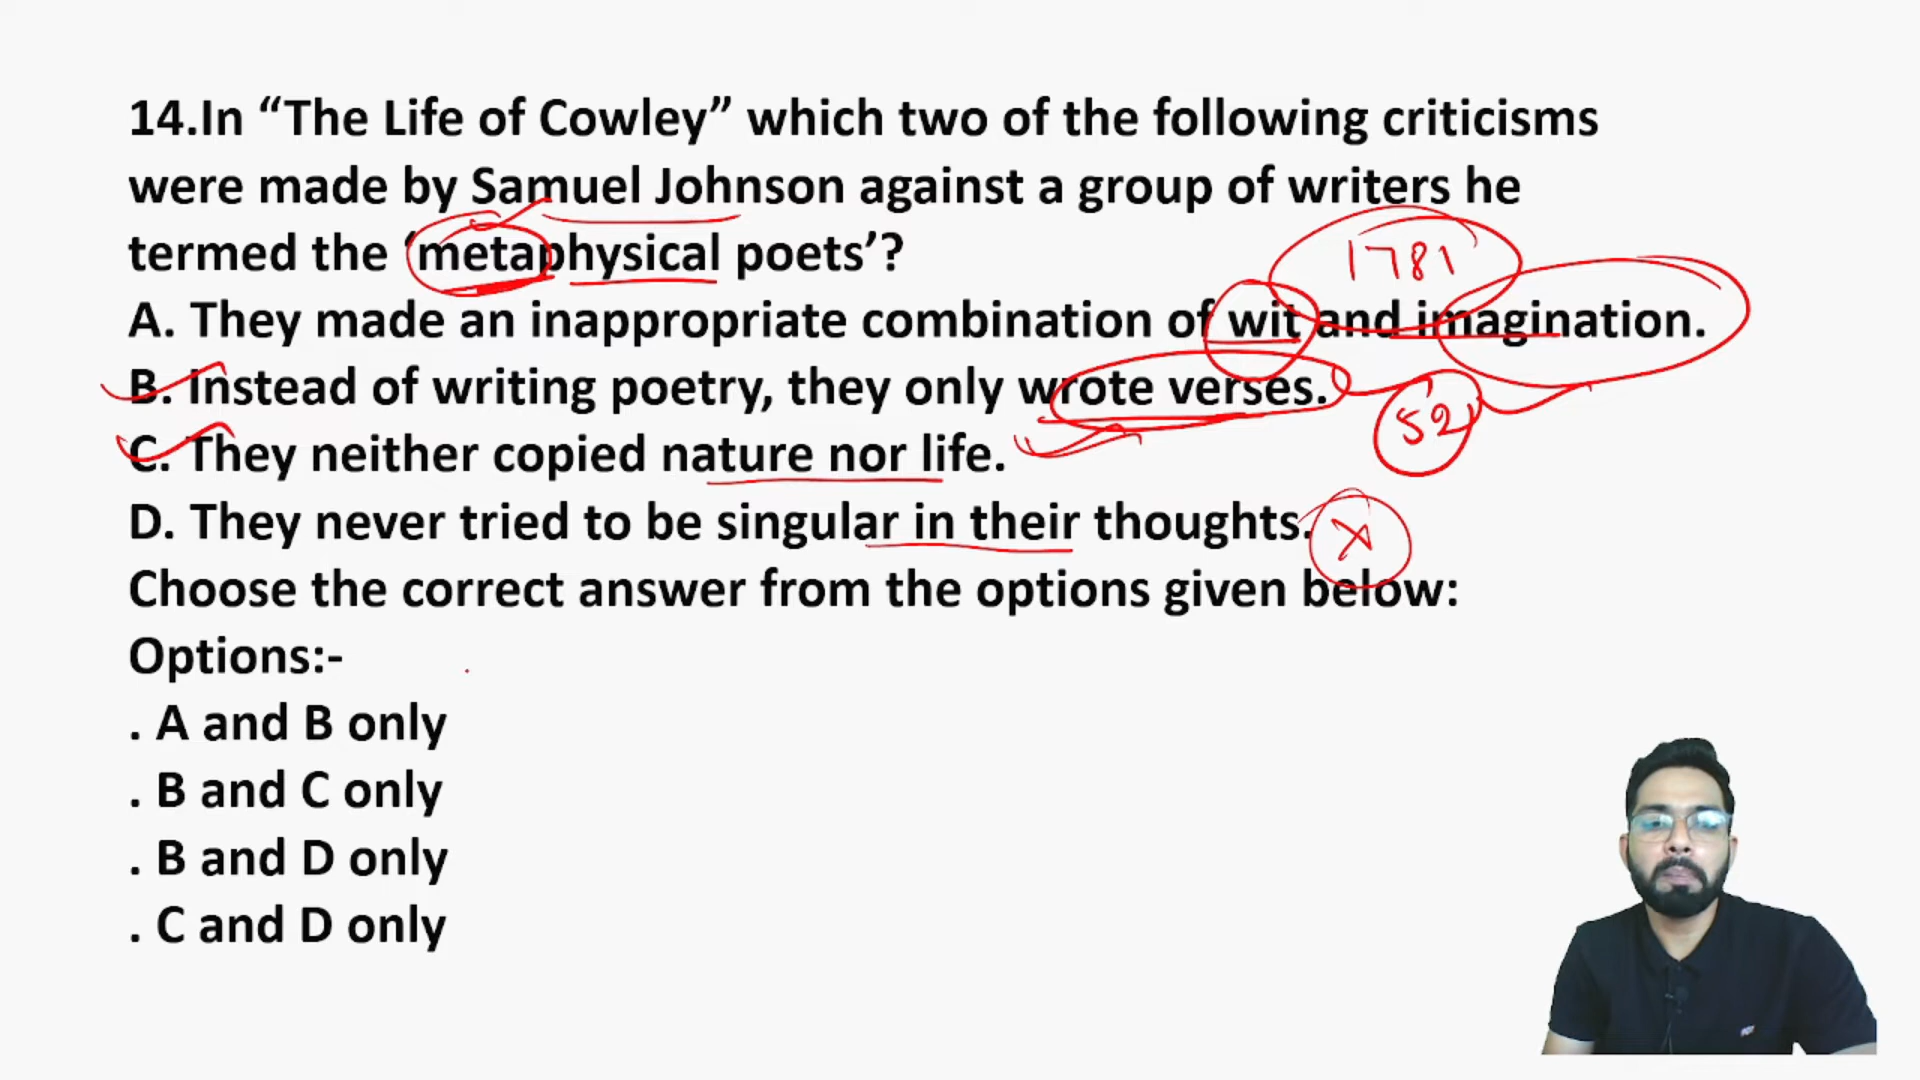 14.In “The Life of Cowley” which two of the following criticisms
were made by Samuel Johnson against a group of writers he
termed the ‘metaphysical poets’?
1781
A. They made an inappropriate combination of wit and imagination.
B. Instead of writing poetry, they only wrote verses.
52
C. They neither copied nature nor life.
D. They never tried to be singular in their thoughts.
Choose the correct answer from the options given below:
Options:-
. A and B only
. B and C only
. B and D only
. C and D only